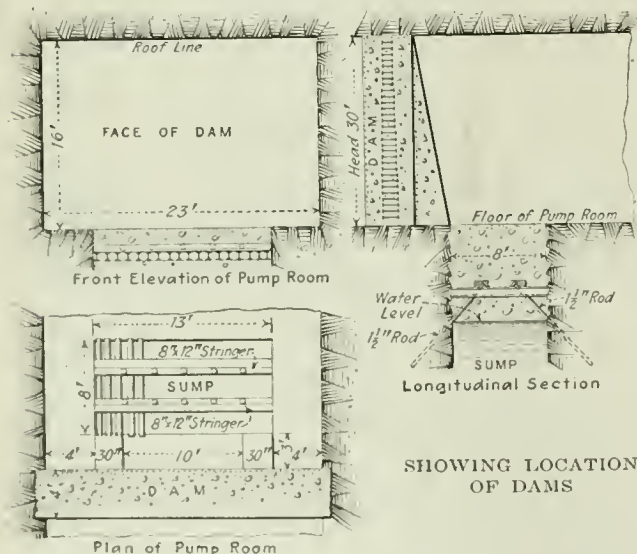 Roof Line
16'
FACE OF DAM
23'
Front Elevation of Pump Room
Head 30'
DAM
Floor of Pump Room
8'
Water Level
1½" Rod
1½" Rod
SUMP
Longitudinal Section
13'
8"x12" Stringer
8'
SUMP
8"x12" Stringer
4'
30"
10'
30"
4'
3'
DAM
Plan of Pump Room
SHOWING LOCATION
OF DAMS